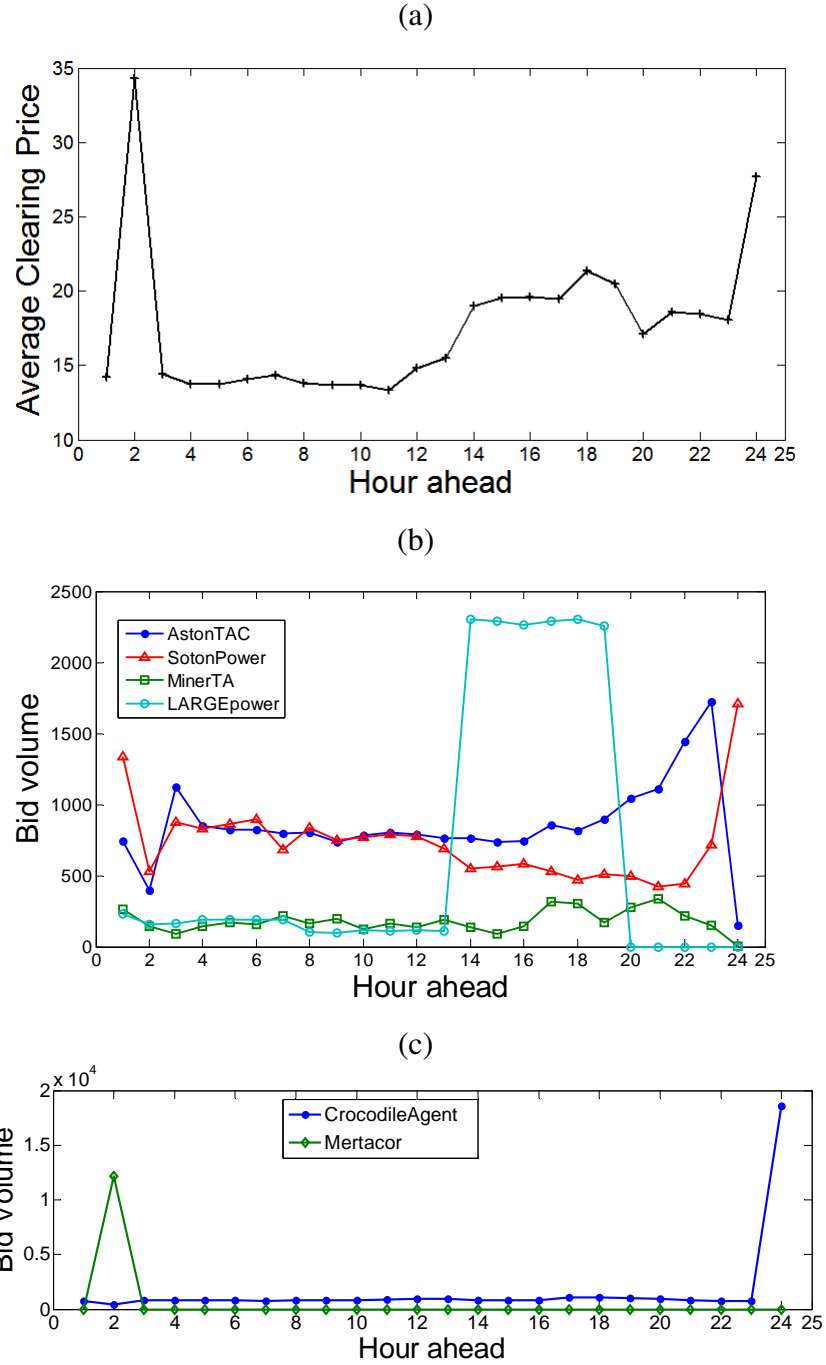 (a)
35
30
25
20
15
10
Average Clearing Price
0 2 4 6 8 10 12 14 16 18 20 22 24 25
Hour ahead
(b)
2500
2000
1500
1000
500
0
Bid volume
AstonTAC
SotonPower
MinerTA
LARGEpower
0 2 4 6 8 10 12 14 16 18 20 22 24 25
Hour ahead
(c)
x 10^4
2
1.5
1
0.5
0
Bid volume
CrocodileAgent
Mertacor
0 2 4 6 8 10 12 14 16 18 20 22 24 25
Hour ahead